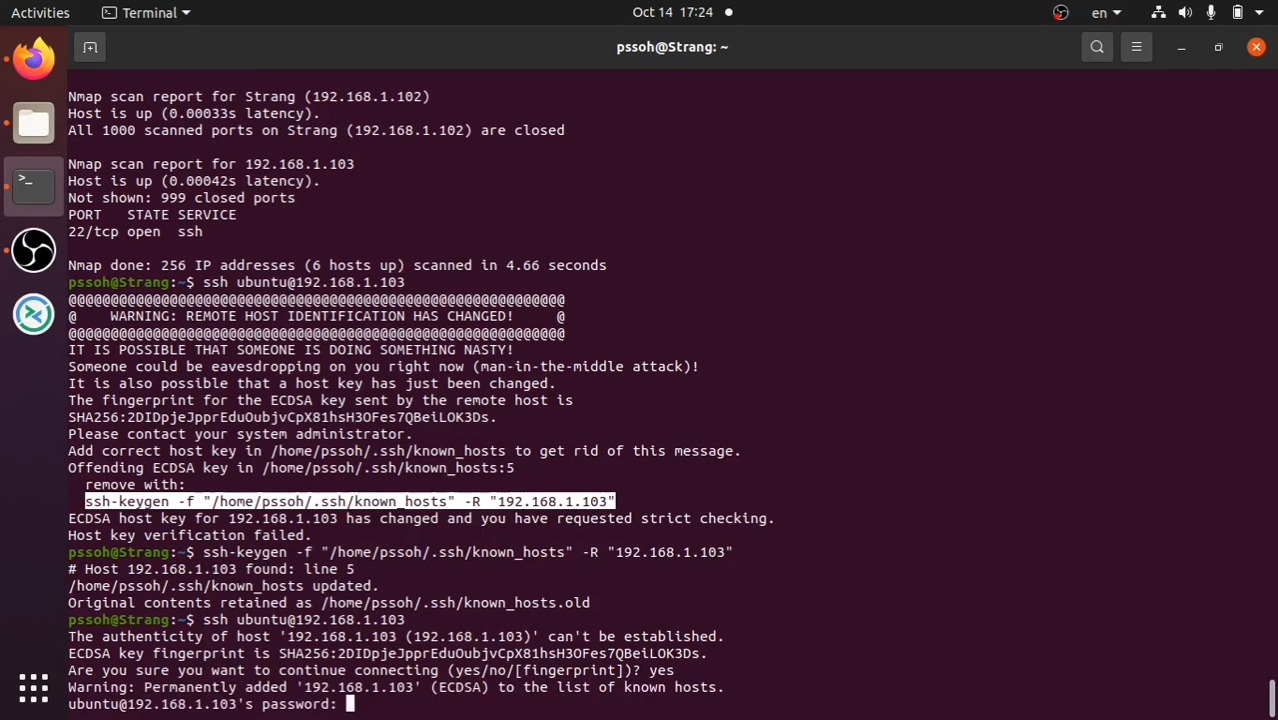 Activities
Terminal
Oct 14 17:24
en
pssoh@Strang: ~
Nmap scan report for Strang (192.168.1.102)
Host is up (0.00033s latency).
All 1000 scanned ports on Strang (192.168.1.102) are closed
Nmap scan report for 192.168.1.103
Host is up (0.00042s latency).
Not shown: 999 closed ports
PORT   STATE SERVICE
22/tcp open  ssh
Nmap done: 256 IP addresses (6 hosts up) scanned in 4.66 seconds
pssoh@Strang:~$ ssh ubuntu@192.168.1.103
@@@@@@@@@@@@@@@@@@@@@@@@@@@@@@@@@@@@@@@@@@@@@@@@@@@@@@@@@@@
@    WARNING: REMOTE HOST IDENTIFICATION HAS CHANGED!     @
@@@@@@@@@@@@@@@@@@@@@@@@@@@@@@@@@@@@@@@@@@@@@@@@@@@@@@@@@@@
IT IS POSSIBLE THAT SOMEONE IS DOING SOMETHING NASTY!
Someone could be eavesdropping on you right now (man-in-the-middle attack)!
It is also possible that a host key has just been changed.
The fingerprint for the ECDSA key sent by the remote host is
SHA256:2DIDpjeJpprEduOubjvCpX81hsH3OFes7QBeiLOK3Ds.
Please contact your system administrator.
Add correct host key in /home/pssoh/.ssh/known_hosts to get rid of this message.
Offending ECDSA key in /home/pssoh/.ssh/known_hosts:5
  remove with:
  ssh-keygen -f "/home/pssoh/.ssh/known_hosts" -R "192.168.1.103"
ECDSA host key for 192.168.1.103 has changed and you have requested strict checking.
Host key verification failed.
pssoh@Strang:~$ ssh-keygen -f "/home/pssoh/.ssh/known_hosts" -R "192.168.1.103"
# Host 192.168.1.103 found: line 5
/home/pssoh/.ssh/known_hosts updated.
Original contents retained as /home/pssoh/.ssh/known_hosts.old
pssoh@Strang:~$ ssh ubuntu@192.168.1.103
The authenticity of host '192.168.1.103 (192.168.1.103)' can't be established.
ECDSA key fingerprint is SHA256:2DIDpjeJpprEduOubjvCpX81hsH3OFes7QBeiLOK3Ds.
Are you sure you want to continue connecting (yes/no/[fingerprint])? yes
Warning: Permanently added '192.168.1.103' (ECDSA) to the list of known hosts.
ubuntu@192.168.1.103's password: